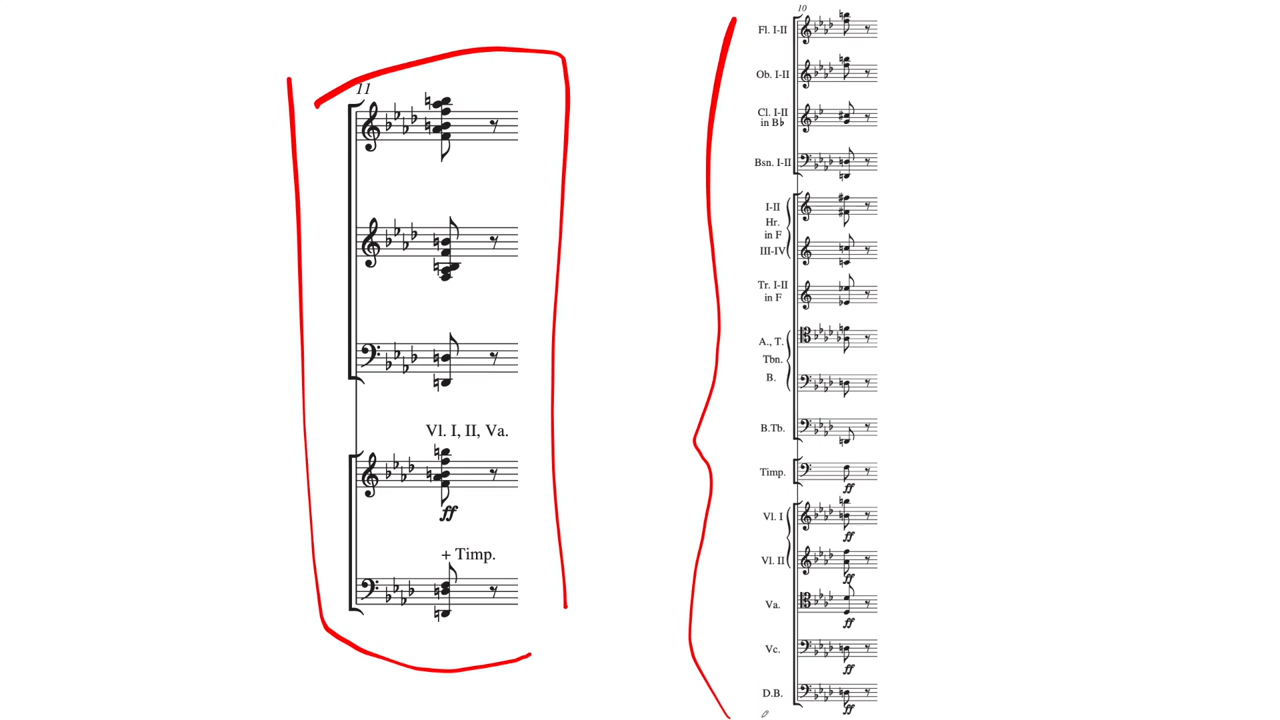 11
Vl. I, II, Va.
ff
+ Timp.
10
Fl. I-II
Ob. I-II
Cl. I-II
in B♭
Bsn. I-II
I-II
Hr.
in F
III-IV
Tr. I-II
in F
A., T.
Tbn.
B.
B.Tb.
Timp.
ff
Vl. I
ff
Vl. II
ff
Va.
ff
Vc.
ff
D.B.
ff